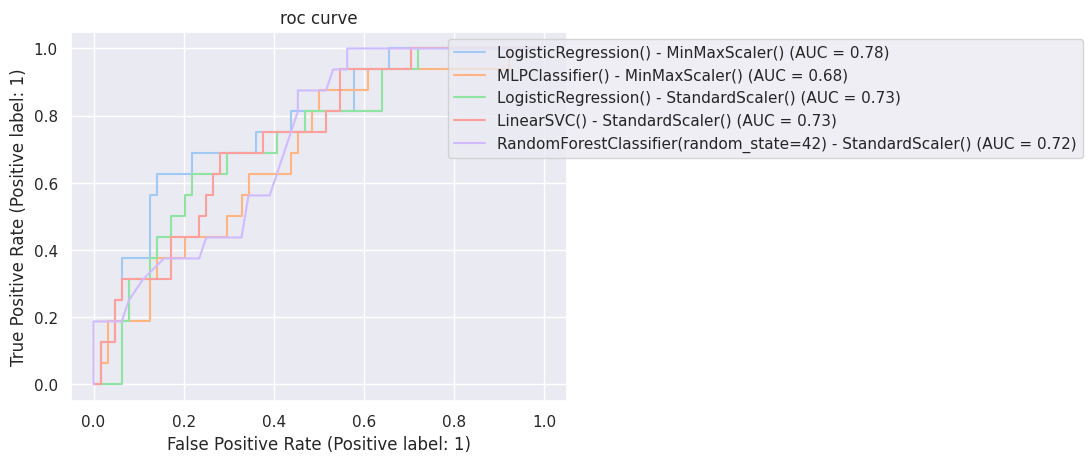 roc curve
LogisticRegression() - MinMaxScaler() (AUC = 0.78)
MLPClassifier() - MinMaxScaler() (AUC = 0.68)
LogisticRegression() - StandardScaler() (AUC = 0.73)
LinearSVC() - StandardScaler() (AUC = 0.73)
RandomForestClassifier(random_state=42) - StandardScaler() (AUC = 0.72)
True Positive Rate (Positive label: 1)
1.0
0.8
0.6
0.4
0.2
0.0
0.0 0.2 0.4 0.6 0.8 1.0
False Positive Rate (Positive label: 1)